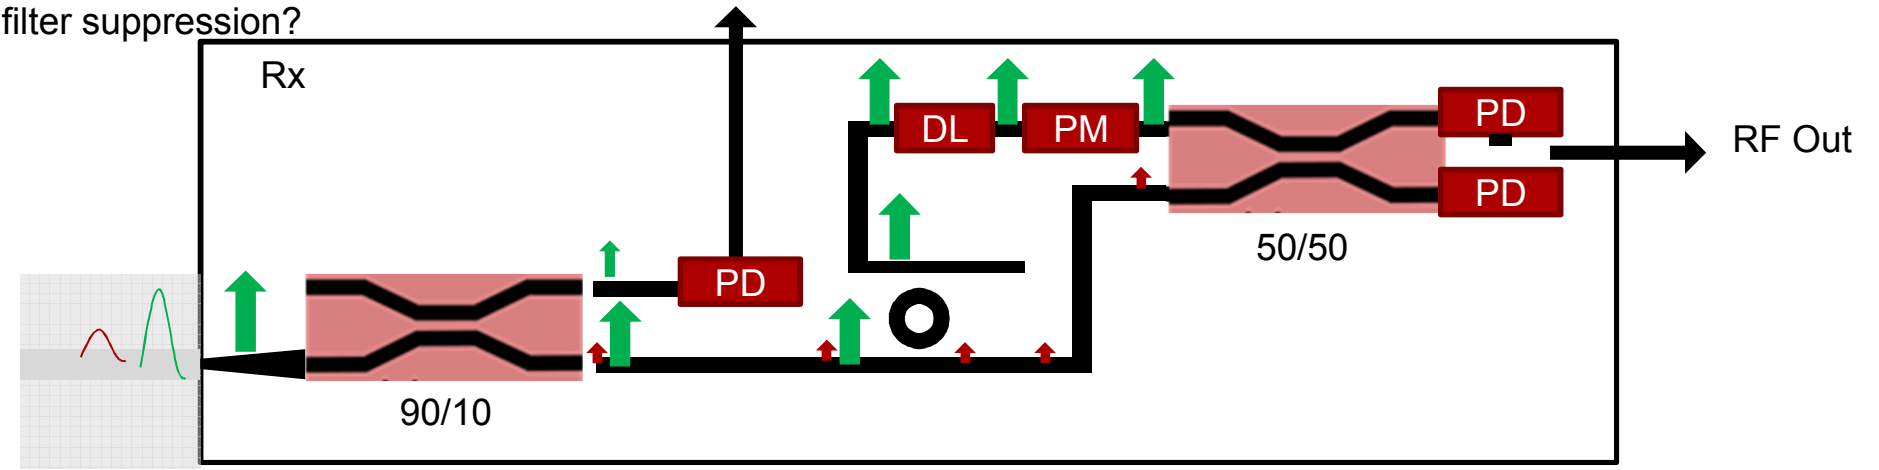 filter suppression?
Rx
DL
PM
PD
RF Out
PD
50/50
PD
90/10